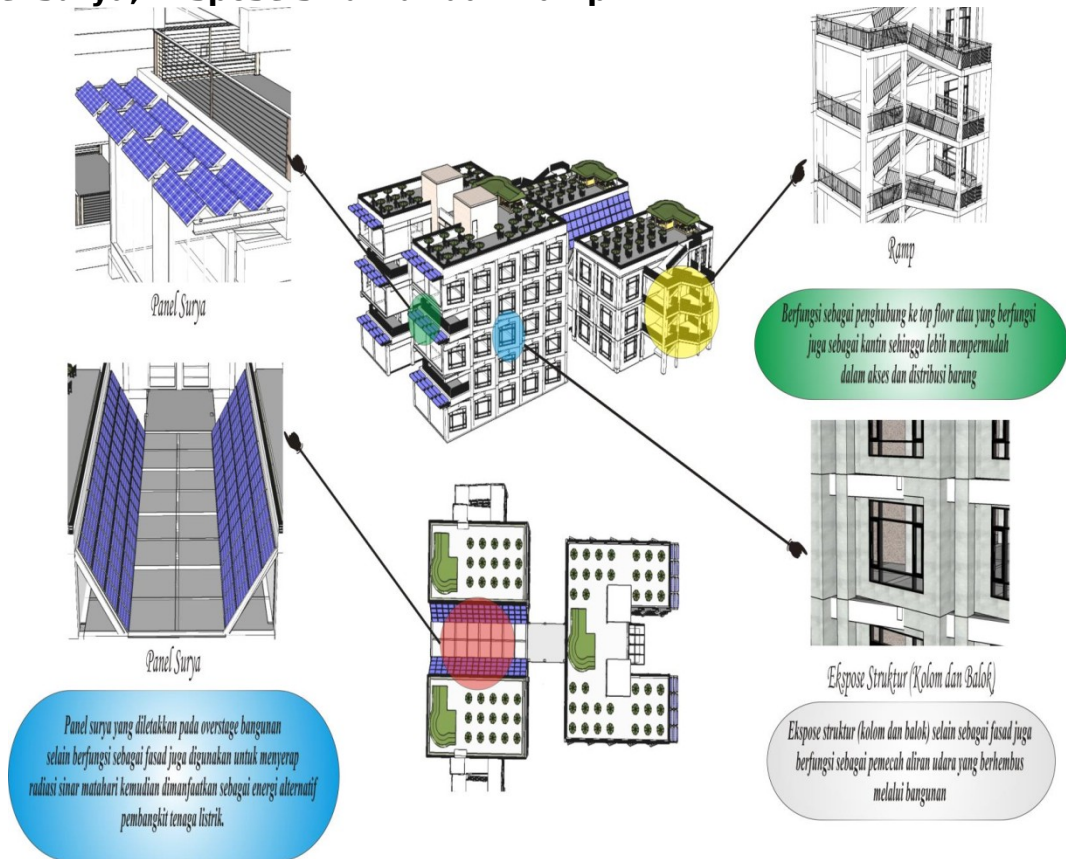 Panel Surya
Ramp
Berfungsi sebagai penghubung ke top floor atau yang berfungsi
juga sebagai kantin sehingga lebih mempermudah
dalam akses dan distribusi barang
Panel Surya
Ekspose Struktur (Kolom dan Balok)
Panel surya yang diletakkan pada overstage bangunan
selain berfungsi sebagai fasad juga digunakan untuk menyerap
radiasi sinar matahari kemudian dimanfaatkan sebagai energi alternatif
pembangkit tenaga listrik.
Ekspose struktur (kolom dan balok) selain sebagai fasad juga
berfungsi sebagai pemecah aliran udara yang berhembus
melalui bangunan